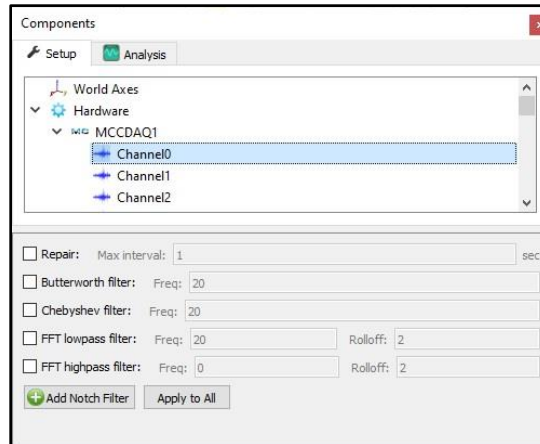 Components
Setup Analysis
World Axes
Hardware
MCCDAQ1
Channel0
Channel1
Channel2
Repair: Max interval: 1 sec
Butterworth filter: Freq: 20
Chebyshev filter: Freq: 20
FFT lowpass filter: Freq: 20 Rolloff: 2
FFT highpass filter: Freq: 0 Rolloff: 2
Add Notch Filter Apply to All